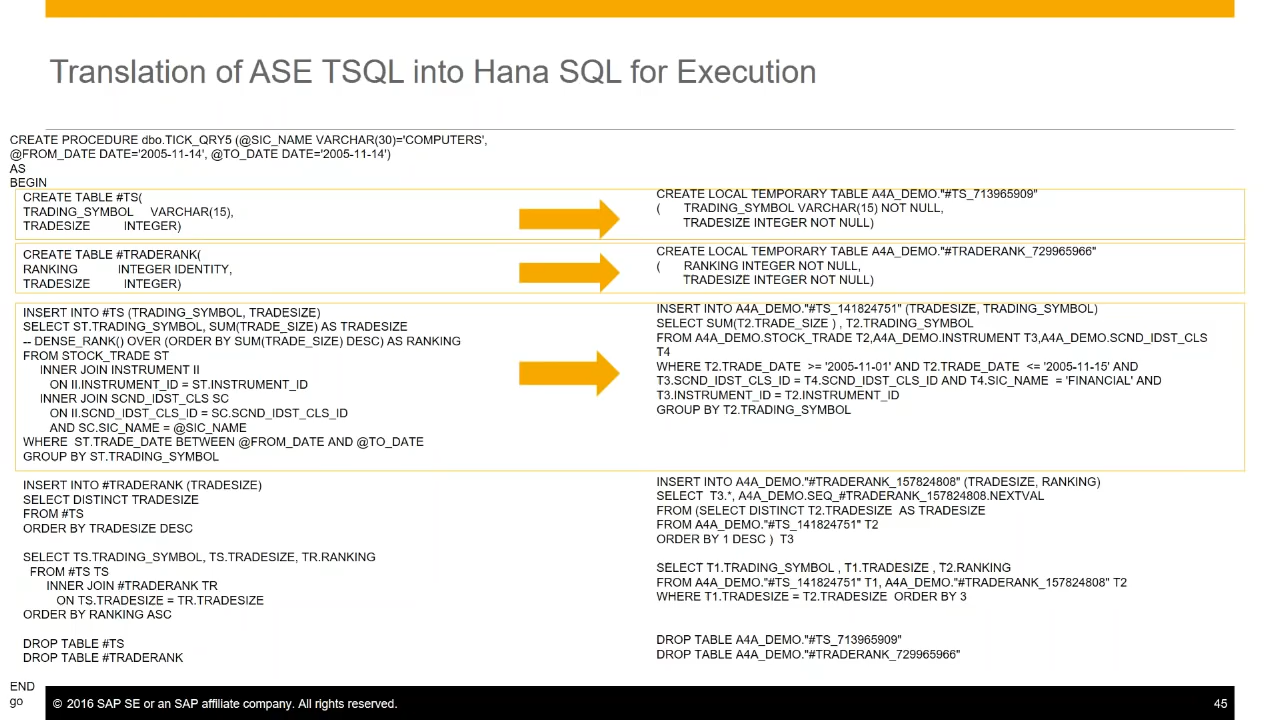 Translation of ASE TSQL into Hana SQL for Execution
CREATE PROCEDURE dbo.TICK_QRY5 (@SIC_NAME VARCHAR(30)='COMPUTERS',
@FROM_DATE DATE='2005-11-14', @TO_DATE DATE='2005-11-14')
AS
BEGIN
CREATE TABLE #TS(
TRADING_SYMBOL VARCHAR(15),
TRADESIZE INTEGER)
CREATE LOCAL TEMPORARY TABLE A4A_DEMO."#TS_713965909"
( TRADING_SYMBOL VARCHAR(15) NOT NULL,
TRADESIZE INTEGER NOT NULL)
CREATE TABLE #TRADERANK(
RANKING INTEGER IDENTITY,
TRADESIZE INTEGER)
CREATE LOCAL TEMPORARY TABLE A4A_DEMO."#TRADERANK_729965966"
( RANKING INTEGER NOT NULL,
TRADESIZE INTEGER NOT NULL)
INSERT INTO #TS (TRADING_SYMBOL, TRADESIZE)
SELECT ST.TRADING_SYMBOL, SUM(TRADE_SIZE) AS TRADESIZE
-- DENSE_RANK() OVER (ORDER BY SUM(TRADE_SIZE) DESC) AS RANKING
FROM STOCK_TRADE ST
INNER JOIN INSTRUMENT II
ON II.INSTRUMENT_ID = ST.INSTRUMENT_ID
INNER JOIN SCND_IDST_CLS SC
ON II.SCND_IDST_CLS_ID = SC.SCND_IDST_CLS_ID
AND SC.SIC_NAME = @SIC_NAME
WHERE ST.TRADE_DATE BETWEEN @FROM_DATE AND @TO_DATE
GROUP BY ST.TRADING_SYMBOL
INSERT INTO A4A_DEMO."#TS_141824751" (TRADESIZE, TRADING_SYMBOL)
SELECT SUM(T2.TRADE_SIZE ) , T2.TRADING_SYMBOL
FROM A4A_DEMO.STOCK_TRADE T2,A4A_DEMO.INSTRUMENT T3,A4A_DEMO.SCND_IDST_CLS
T4
WHERE T2.TRADE_DATE >= '2005-11-01' AND T2.TRADE_DATE <= '2005-11-15' AND
T3.SCND_IDST_CLS_ID = T4.SCND_IDST_CLS_ID AND T4.SIC_NAME = 'FINANCIAL' AND
T3.INSTRUMENT_ID = T2.INSTRUMENT_ID
GROUP BY T2.TRADING_SYMBOL
INSERT INTO #TRADERANK (TRADESIZE)
SELECT DISTINCT TRADESIZE
FROM #TS
ORDER BY TRADESIZE DESC
INSERT INTO A4A_DEMO."#TRADERANK_157824808" (TRADESIZE, RANKING)
SELECT T3.*, A4A_DEMO.SEQ_#TRADERANK_157824808.NEXTVAL
FROM (SELECT DISTINCT T2.TRADESIZE AS TRADESIZE
FROM A4A_DEMO."#TS_141824751" T2
ORDER BY 1 DESC ) T3
SELECT TS.TRADING_SYMBOL, TS.TRADESIZE, TR.RANKING
FROM #TS TS
INNER JOIN #TRADERANK TR
ON TS.TRADESIZE = TR.TRADESIZE
ORDER BY RANKING ASC
SELECT T1.TRADING_SYMBOL , T1.TRADESIZE , T2.RANKING
FROM A4A_DEMO."#TS_141824751" T1, A4A_DEMO."#TRADERANK_157824808" T2
WHERE T1.TRADESIZE = T2.TRADESIZE ORDER BY 3
DROP TABLE #TS
DROP TABLE #TRADERANK
DROP TABLE A4A_DEMO."#TS_713965909"
DROP TABLE A4A_DEMO."#TRADERANK_729965966"
END
go
© 2016 SAP SE or an SAP affiliate company. All rights reserved.
45